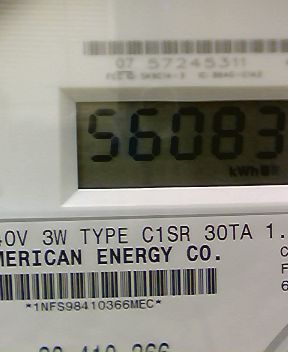 07 57245311
56083
kWh
40V 3W TYPE C1SR 30TA 1.
MERICAN ENERGY CO.
*1NFS98410366MEC*